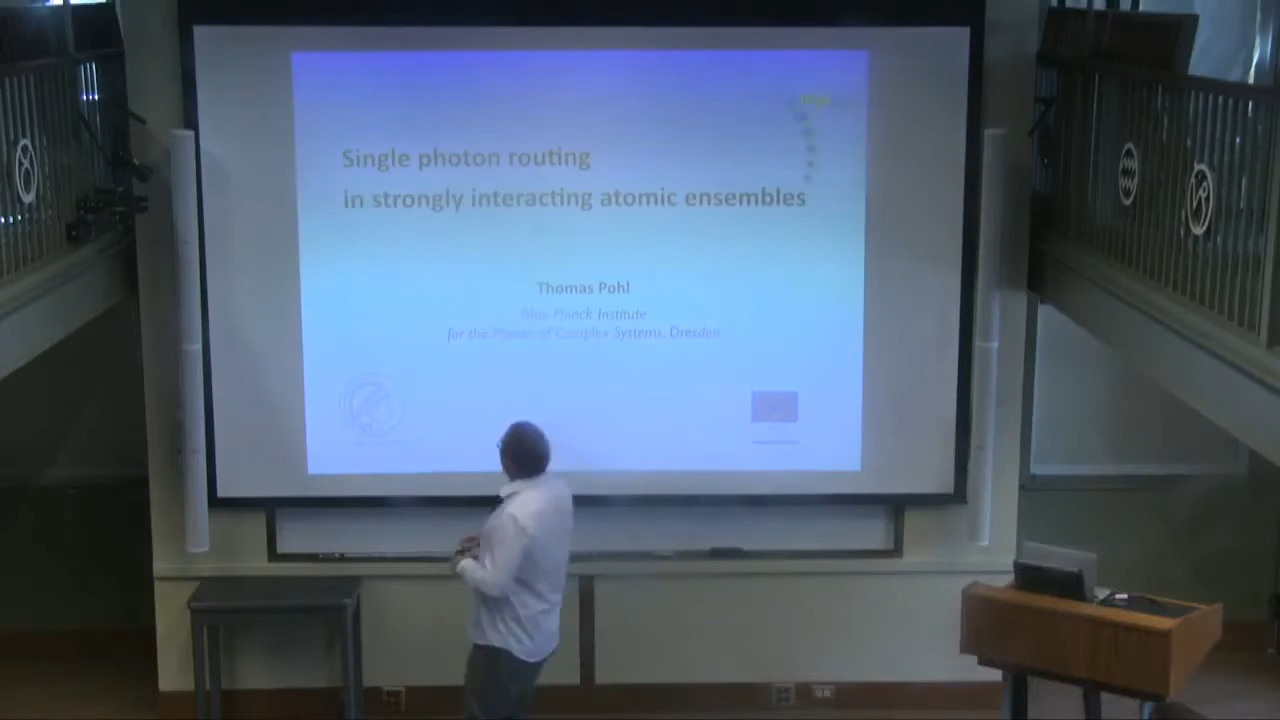 Single photon routing
in strongly interacting atomic ensembles
Thomas Pohl
Max Planck Institute
for the Physics of Complex Systems, Dresden